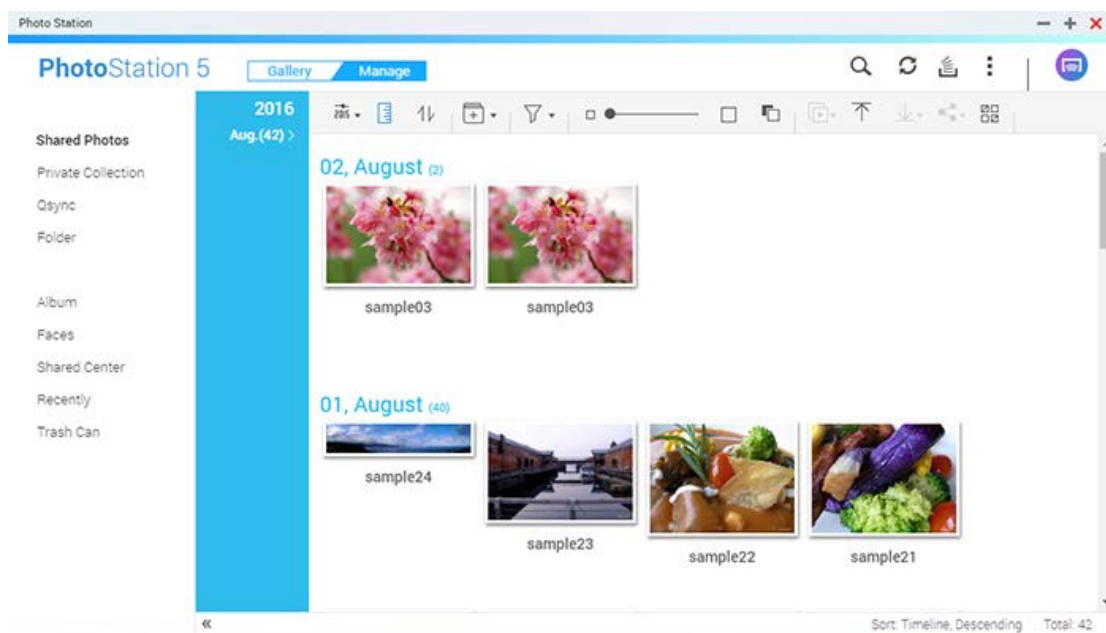 Photo Station
PhotoStation 5
Gallery
Manage
2016
Aug.(42) >
2015
Shared Photos
Private Collection
Qsync
Folder
Album
Faces
Shared Center
Recently
Trash Can
02, August (2)
sample03
sample03
01, August (40)
sample24
sample23
sample22
sample21
«
Sort: Timeline, Descending
Total: 42